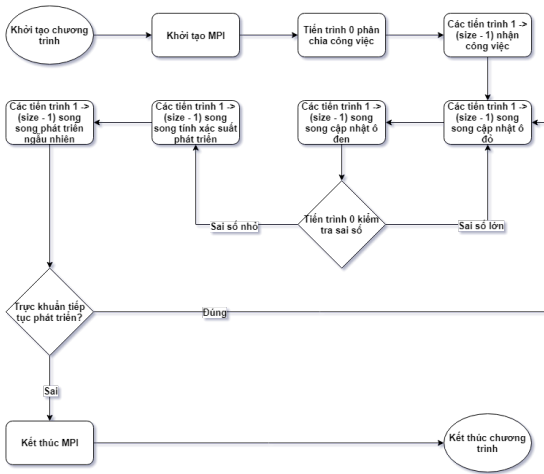 Khởi tạo chương
trình
Khởi tạo MPI
Tiến trình 0 phân
chia công việc
Các tiến trình 1 ->
(size - 1) nhận
công việc
Các tiến trình 1 ->
(size - 1) song
song phát triển
ngẫu nhiên
Các tiến trình 1 ->
(size - 1) song
song tính xác suất
phát triển
Các tiến trình 1 ->
(size - 1) song
song cập nhật ô
đen
Các tiến trình 1 ->
(size - 1) song
song cập nhật ô
đỏ
Tiến trình 0 kiểm
tra sai số
Sai số nhỏ
Sai số lớn
Trực khuẩn tiếp
tục phát triển?
Đúng
Sai
Kết thúc MPI
Kết thúc chương
trình